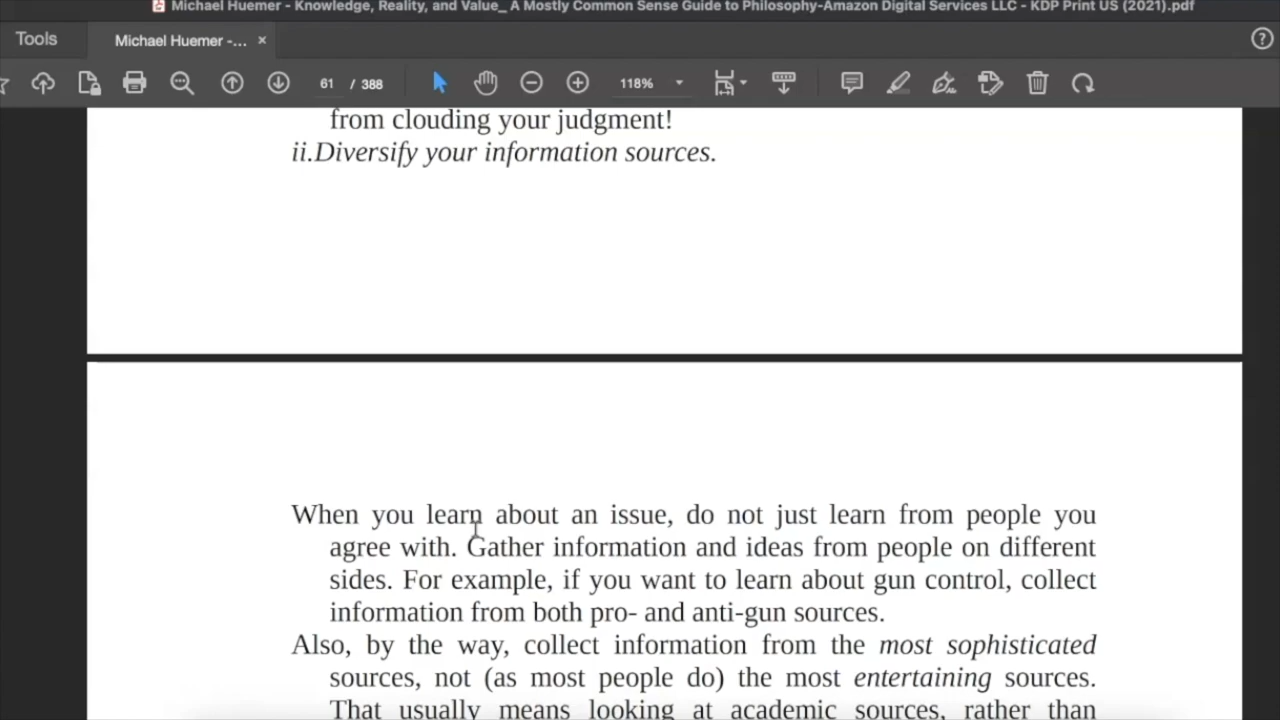 Michael Huemer - Knowledge, Reality, and Value_ A Mostly Common Sense Guide to Philosophy-Amazon Digital Services LLC - KDP Print US (2021).pdf
Tools
Michael Huemer -... ×
61 / 388
118%
from clouding your judgment!
ii.Diversify your information sources.
When you learn about an issue, do not just learn from people you
agree with. Gather information and ideas from people on different
sides. For example, if you want to learn about gun control, collect
information from both pro- and anti-gun sources.
Also, by the way, collect information from the most sophisticated
sources, not (as most people do) the most entertaining sources.
That usually means looking at academic sources, rather than